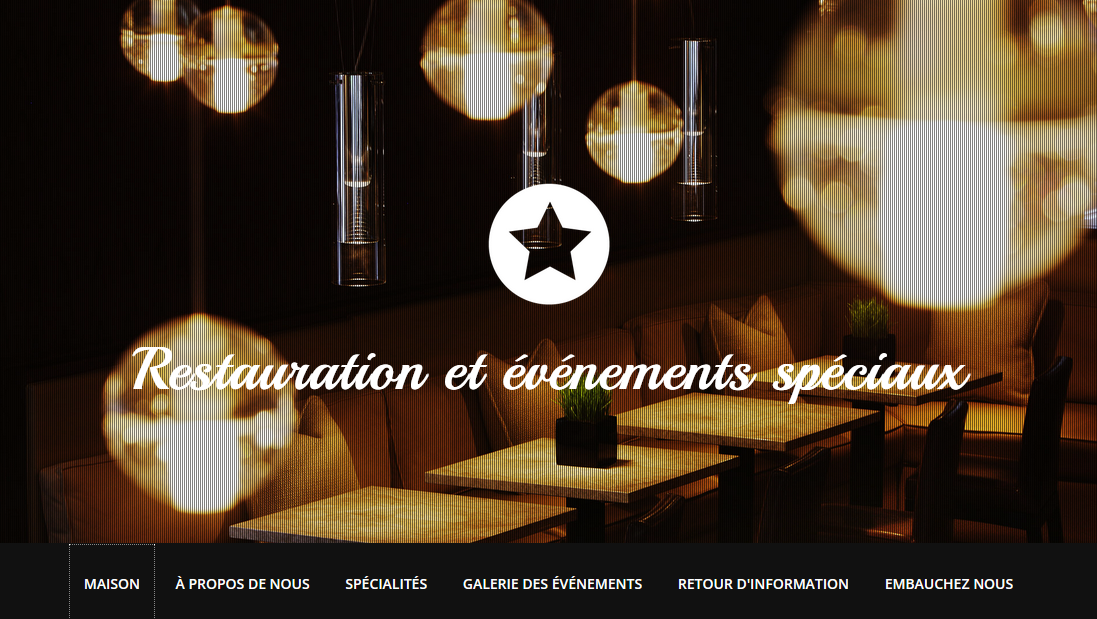 Restauration et événements spéciaux
MAISON À PROPOS DE NOUS SPÉCIALITÉS GALERIE DES ÉVÉNEMENTS RETOUR D'INFORMATION EMBAUCHEZ NOUS